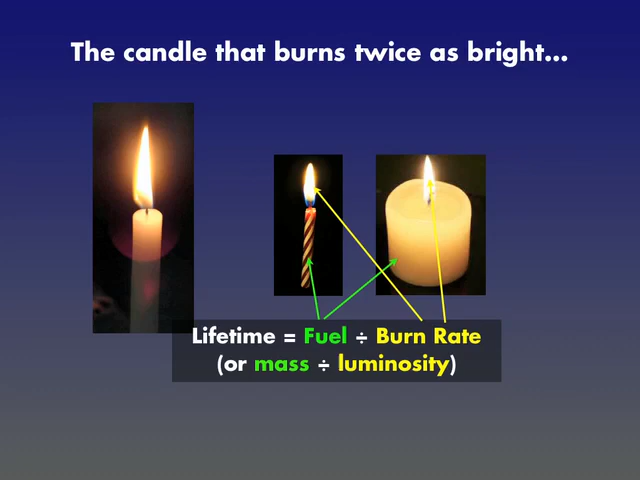 The candle that burns twice as bright...
Lifetime = Fuel ÷ Burn Rate
(or mass ÷ luminosity)